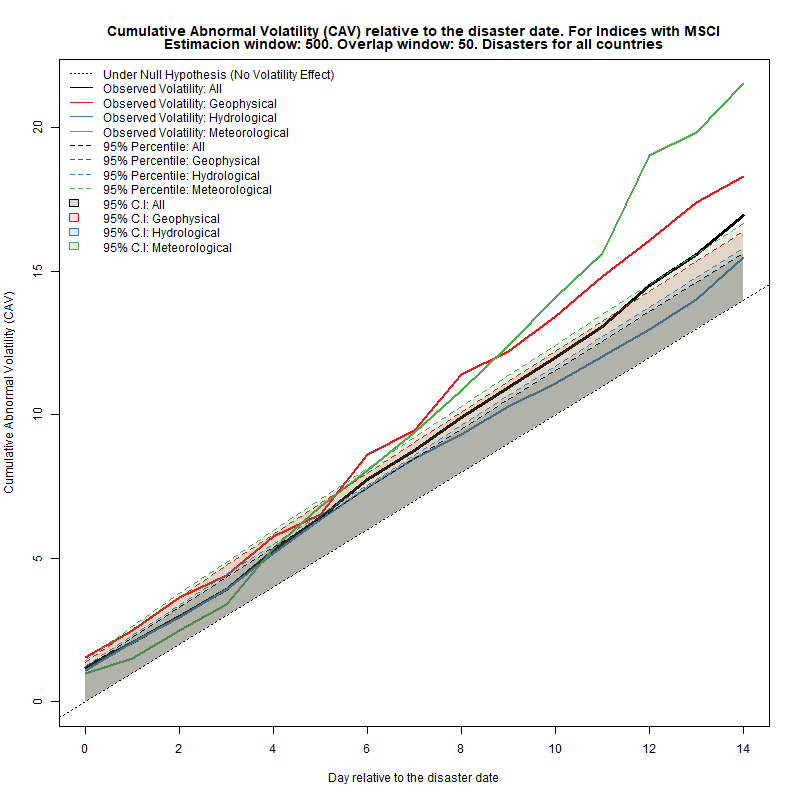 Cumulative Abnormal Volatility (CAV) relative to the disaster date. For Indices with MSCI
Estimacion window: 500. Overlap window: 50. Disasters for all countries
Under Null Hypothesis (No Volatility Effect)
Observed Volatility: All
Observed Volatility: Geophysical
Observed Volatility: Hydrological
Observed Volatility: Meteorological
95% Percentile: All
95% Percentile: Geophysical
95% Percentile: Hydrological
95% Percentile: Meteorological
95% C.I: All
95% C.I: Geophysical
95% C.I: Hydrological
95% C.I: Meteorological
Cumulative Abnormal Volatility (CAV)
20
15
10
5
0
0 2 4 6 8 10 12 14
Day relative to the disaster date